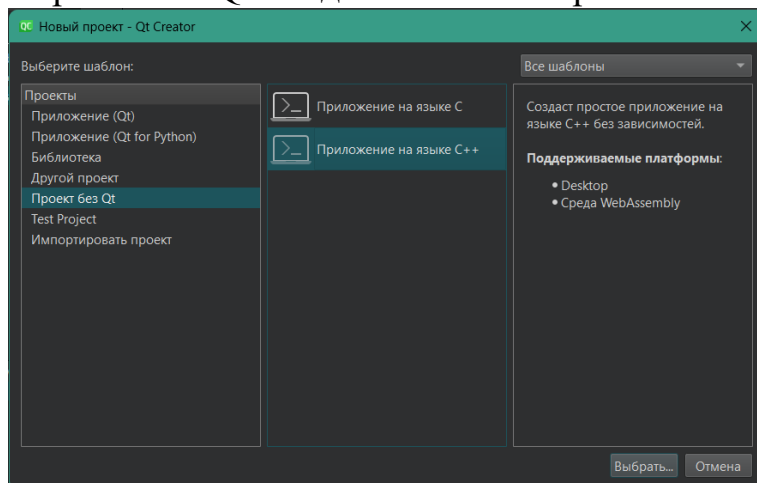 Новый проект - Qt Creator
Выберите шаблон:
Все шаблоны
Проекты
Приложение (Qt)
Приложение (Qt for Python)
Библиотека
Другой проект
Проект без Qt
Test Project
Импортировать проект
Приложение на языке C
Приложение на языке C++
Создаст простое приложение на
языке C++ без зависимостей.
Поддерживаемые платформы:
• Desktop
• Среда WebAssembly
Выбрать...
Отмена